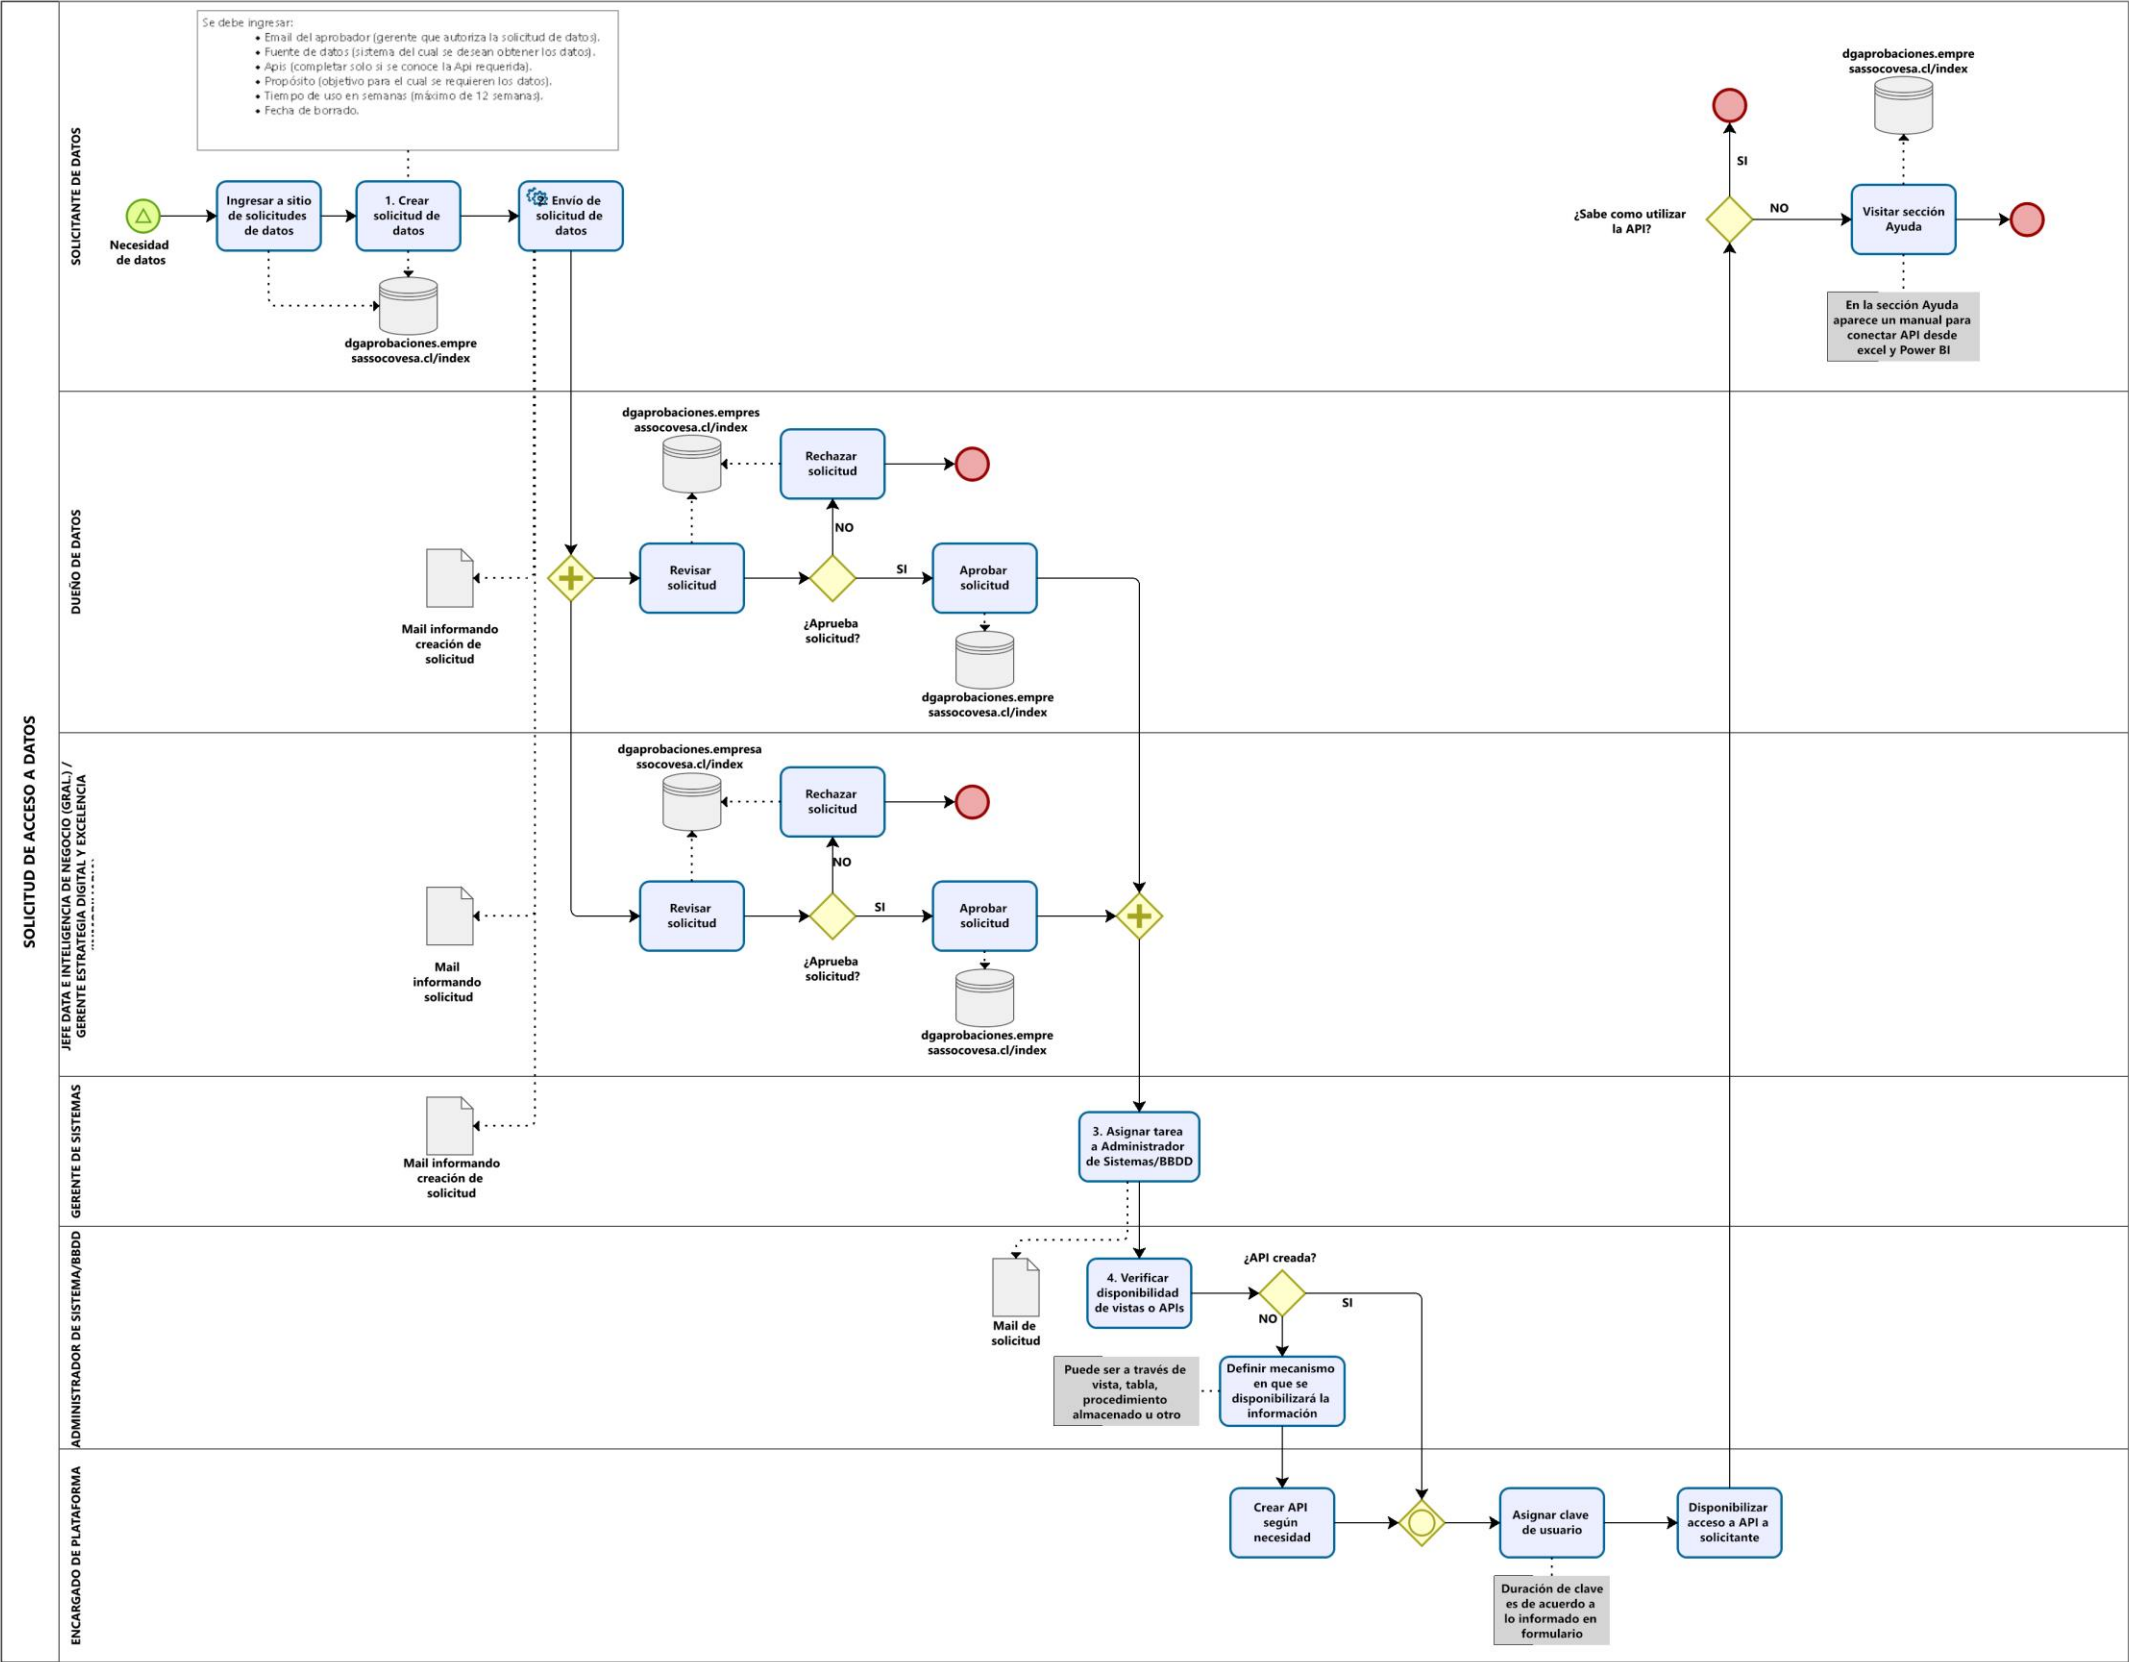 SOLICITUD DE ACCESO A DATOS
SOLICITANTE DE DATOS
Se debe ingresar:
• Email del aprobador (gerente que autoriza la solicitud de datos).
• Fuente de datos (sistema del cual se desean obtener los datos).
• Apis (completar solo si se conoce la Api requerida).
• Propósito (objetivo para el cual se requieren los datos).
• Tiempo de uso en semanas (máximo de 12 semanas).
• Fecha de borrado.
Necesidad
de datos
Ingresar a sitio
de solicitudes
de datos
1. Crear
solicitud de
datos
2. Envío de
solicitud de
datos
dgaprobaciones.empre
sassocovesa.cl/index
¿Sabe como utilizar
la API?
SI
NO
Visitar sección
Ayuda
dgaprobaciones.empre
sassocovesa.cl/index
En la sección Ayuda
aparece un manual para
conectar API desde
excel y Power BI
DUEÑO DE DATOS
Mail informando
creación de
solicitud
dgaprobaciones.empres
assocovesa.cl/index
Revisar
solicitud
Rechazar
solicitud
NO
¿Aprueba
solicitud?
SI
Aprobar
solicitud
dgaprobaciones.empre
sassocovesa.cl/index
JEFE DATA E INTELIGENCIA DE NEGOCIO (GRAL.) /
GERENTE ESTRATEGIA DIGITAL Y EXCELENCIA
Mail
informando
solicitud
dgaprobaciones.empresa
ssocovesa.cl/index
Revisar
solicitud
Rechazar
solicitud
NO
¿Aprueba
solicitud?
SI
Aprobar
solicitud
dgaprobaciones.empre
sassocovesa.cl/index
GERENTE DE SISTEMAS
Mail informando
creación de
solicitud
3. Asignar tarea
a Administrador
de Sistemas/BBDD
ADMINISTRADOR DE SISTEMA/BBDD
Mail de
solicitud
4. Verificar
disponibilidad
de vistas o APIs
¿API creada?
SI
NO
Puede ser a través de
vista, tabla,
procedimiento
almacenado u otro
Definir mecanismo
en que se
disponibilizará la
información
ENCARGADO DE PLATAFORMA
Crear API
según
necesidad
Asignar clave
de usuario
Disponibilizar
acceso a API a
solicitante
Duración de clave
es de acuerdo a
lo informado en
formulario